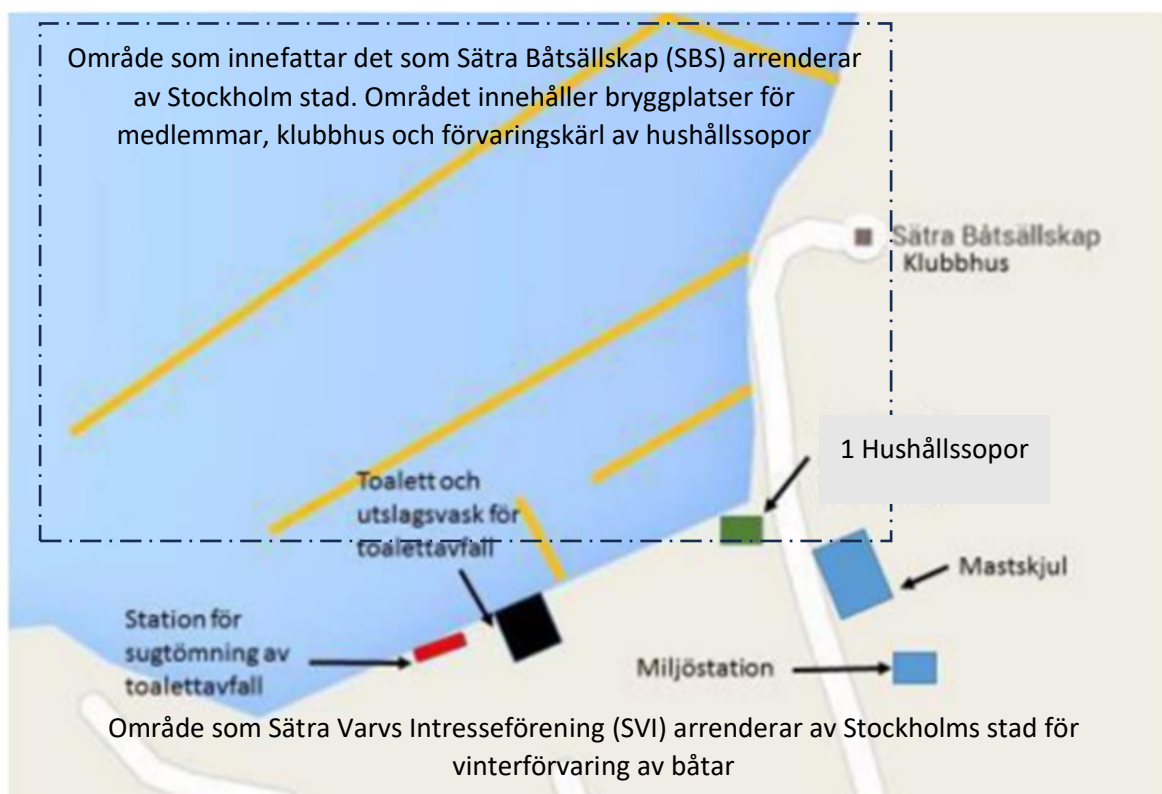 Område som innefattar det som Sätra Båtsällskap (SBS) arrenderar
av Stockholm stad. Området innehåller bryggplatser för
medlemmar, klubbhus och förvaringskärl av hushållssopor
Sätra Båtsällskap
Klubbhus
1 Hushållssopor
Toalett och
utslagsvask för
toalettavfall
Mastskjul
Station för
sugtömning av
toalettavfall
Miljöstation
Område som Sätra Varvs Intresseförening (SVI) arrenderar av Stockholms stad för
vinterförvaring av båtar